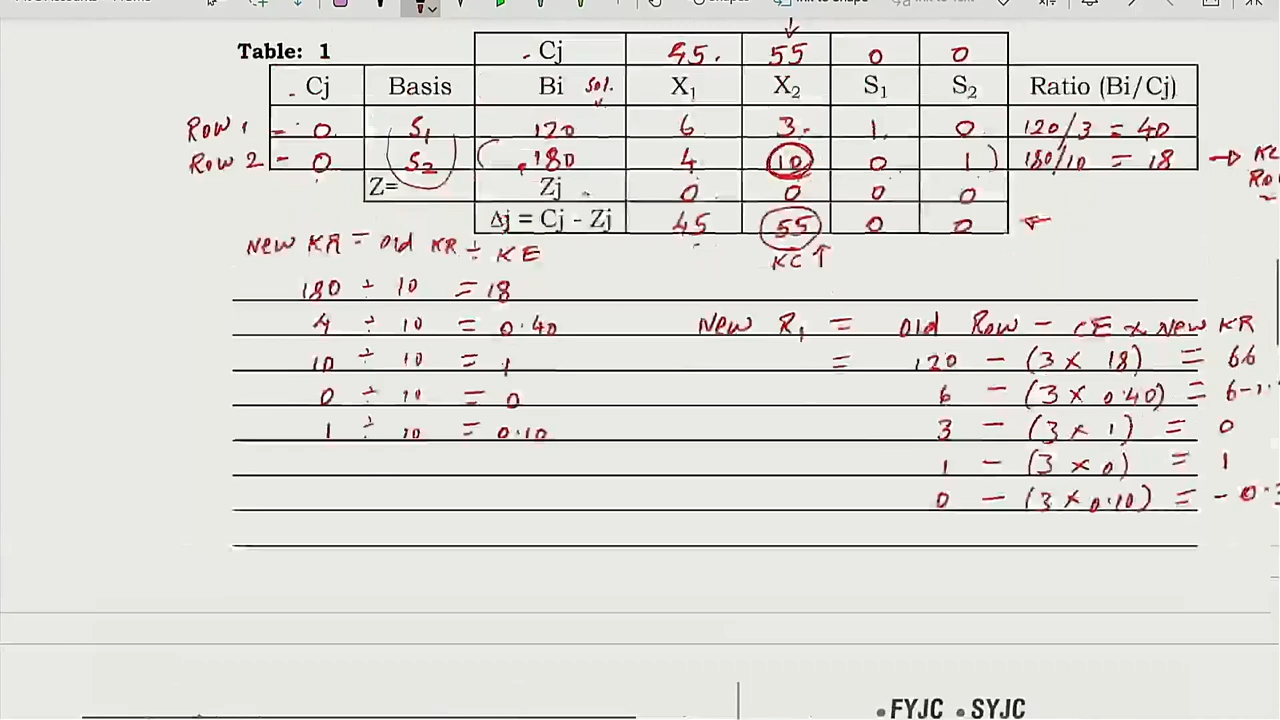 Table: 1
Cj 45 55 0 0
Cj Basis Bi sol. X1 X2 S1 S2 Ratio (Bi/Cj)
ROW 1 - 0 S1 120 6 3 1 0 120/3 = 40
ROW 2 - 0 S2 180 4 10 0 1 180/10 = 18 →
Z= Zj 0 0 0 0
Δj = Cj - Zj 45 55 0 0
KC ↑
New KR = Old KR ÷ KE
180 ÷ 10 = 18
4 ÷ 10 = 0.40
10 ÷ 10 = 1
0 ÷ 10 = 0
1 ÷ 10 = 0.10
New R1 = Old Row - CE x New KR
= 120 - (3 x 18) = 66
6 - (3 x 0.40) = 6-1.
3 - (3 x 1) = 0
1 - (3 x 0) = 1
0 - (3 x 0.10) = - 0.3
• FYJC • SYJC